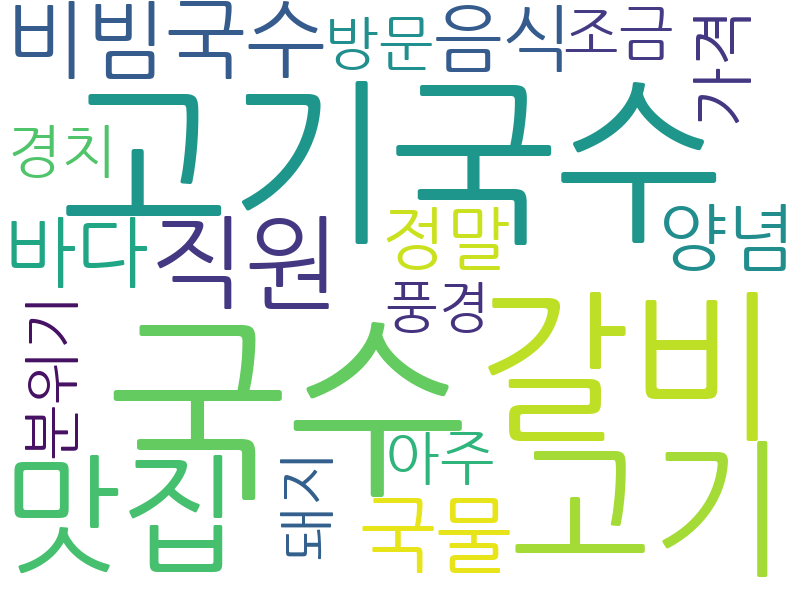 비빔국수 방문 음식 조금 가격
고기국수
경치
바다 직원 정말 양념
분위기 풍경 갈비
국수
맛집 돼지 아주 고기
국물